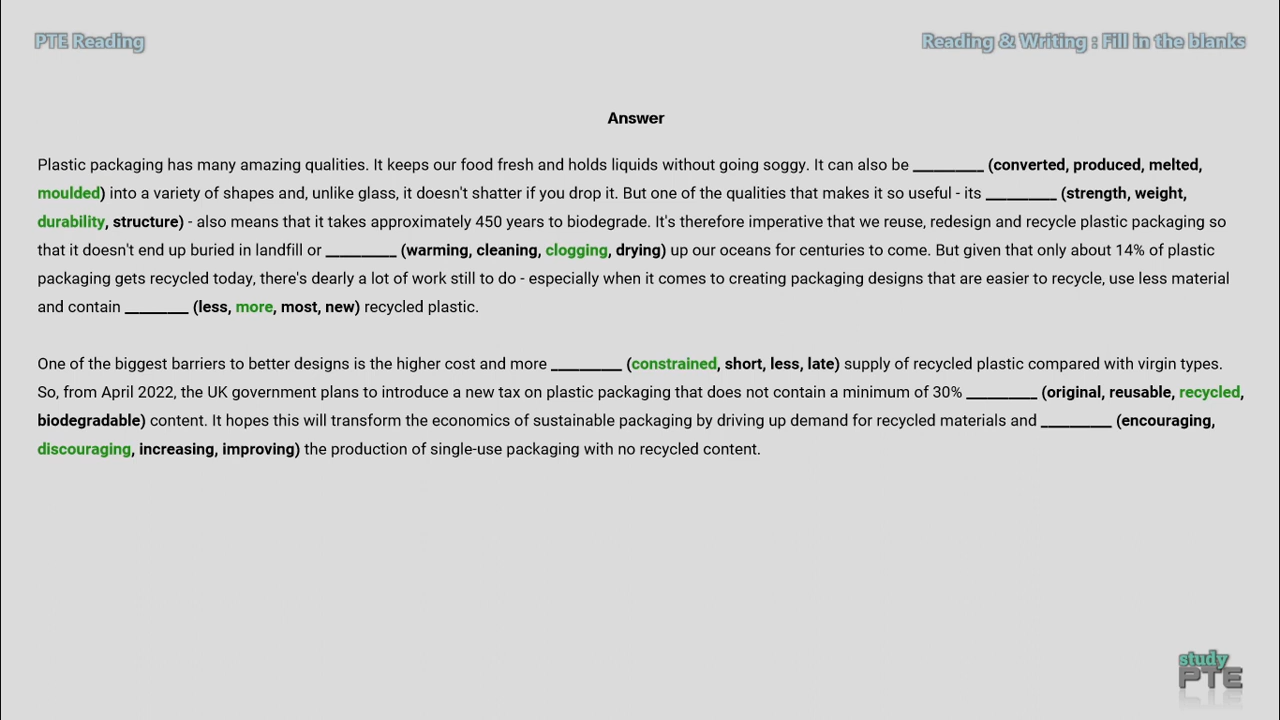 PTE Reading
Reading & Writing : Fill in the blanks
Answer
Plastic packaging has many amazing qualities. It keeps our food fresh and holds liquids without going soggy. It can also be _________ (converted, produced, melted,
moulded) into a variety of shapes and, unlike glass, it doesn't shatter if you drop it. But one of the qualities that makes it so useful - its _________ (strength, weight,
durability, structure) - also means that it takes approximately 450 years to biodegrade. It's therefore imperative that we reuse, redesign and recycle plastic packaging so
that it doesn't end up buried in landfill or _________ (warming, cleaning, clogging, drying) up our oceans for centuries to come. But given that only about 14% of plastic
packaging gets recycled today, there's dearly a lot of work still to do - especially when it comes to creating packaging designs that are easier to recycle, use less material
and contain ________ (less, more, most, new) recycled plastic.
One of the biggest barriers to better designs is the higher cost and more _________ (constrained, short, less, late) supply of recycled plastic compared with virgin types.
So, from April 2022, the UK government plans to introduce a new tax on plastic packaging that does not contain a minimum of 30% _________ (original, reusable, recycled,
biodegradable) content. It hopes this will transform the economics of sustainable packaging by driving up demand for recycled materials and _________ (encouraging,
discouraging, increasing, improving) the production of single-use packaging with no recycled content.
study
PTE